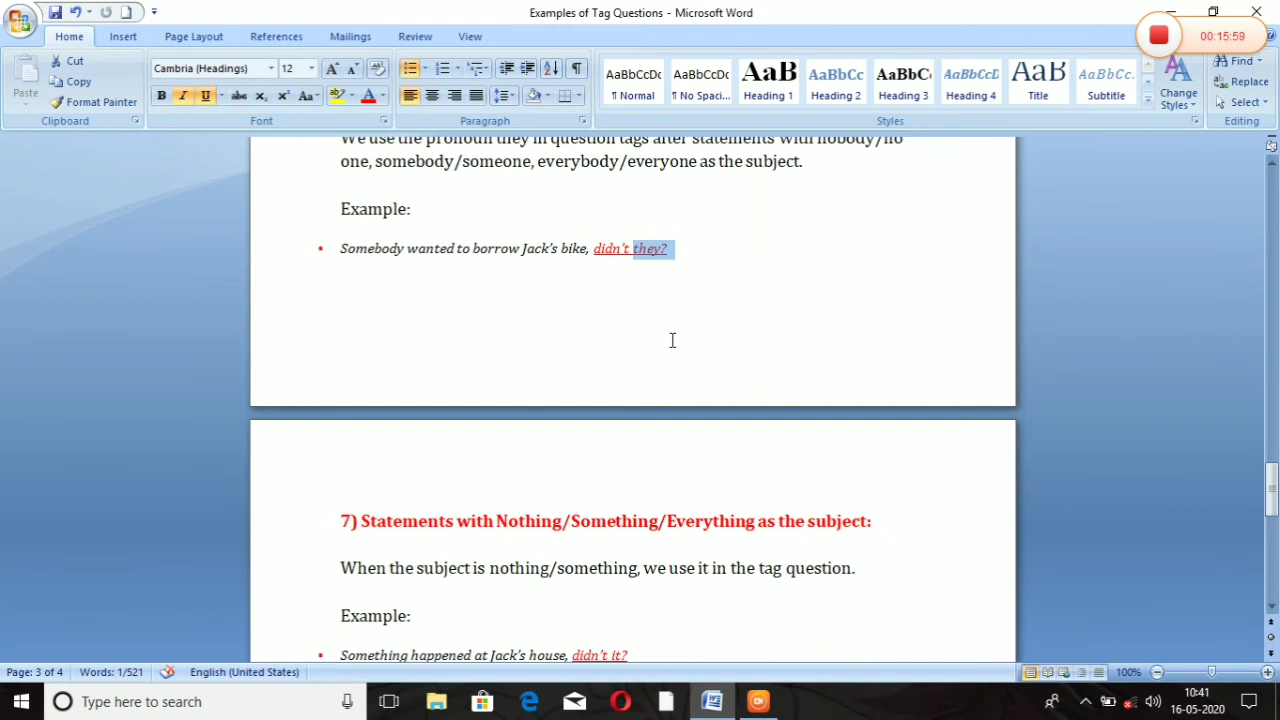 Examples of Tag Questions - Microsoft Word
00:15:59
Home Insert Page Layout References Mailings Review View
Paste
Cut
Copy
Format Painter
Clipboard
Cambria (Headings) 12
Font
Paragraph
AaBbCcDc ¶ Normal
AaBbCcDc ¶ No Spaci...
AaB Heading 1
AaBbCc Heading 2
AaBbC Heading 3
AaBbCcD Heading 4
AaB Title
AaBbCc. Subtitle
Change Styles
Styles
Find
Replace
Select
Editing
We use the pronoun they in question tags after statements with nobody/no
one, somebody/someone, everybody/everyone as the subject.
Example:
▪ Somebody wanted to borrow Jack's bike, didn't they?
7) Statements with Nothing/Something/Everything as the subject:
When the subject is nothing/something, we use it in the tag question.
Example:
▪ Something happened at Jack's house, didn't it?
Page: 3 of 4 Words: 1/521 English (United States) 100%
Type here to search
10:41
16-05-2020